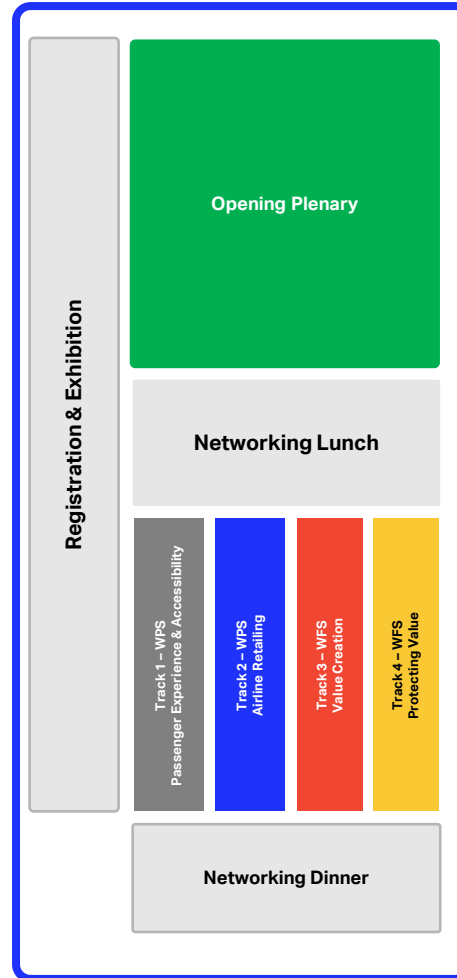 Registration & Exhibition
Opening Plenary
Networking Lunch
Track 1 – WPS
Passenger Experience & Accessibility
Track 2 – WPS
Airline Retailing
Track 3 – WFS
Value Creation
Track 4 – WFS
Protecting Value
Networking Dinner